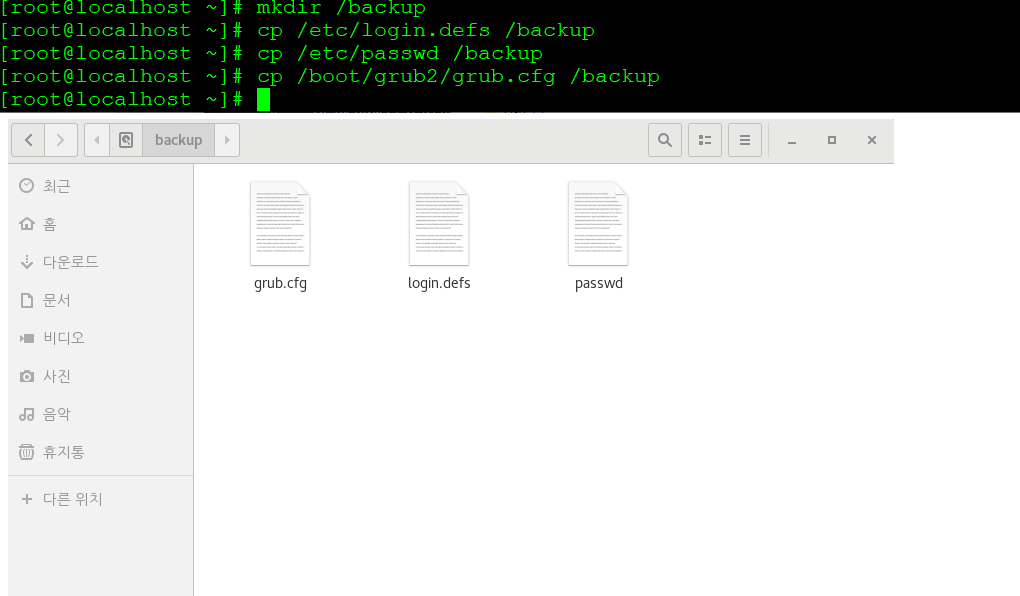 [root@localhost ~]# mkdir /backup
[root@localhost ~]# cp /etc/login.defs /backup
[root@localhost ~]# cp /etc/passwd /backup
[root@localhost ~]# cp /boot/grub2/grub.cfg /backup
[root@localhost ~]#
backup
최근
홈
다운로드
문서
비디오
사진
음악
휴지통
다른 위치
grub.cfg
login.defs
passwd